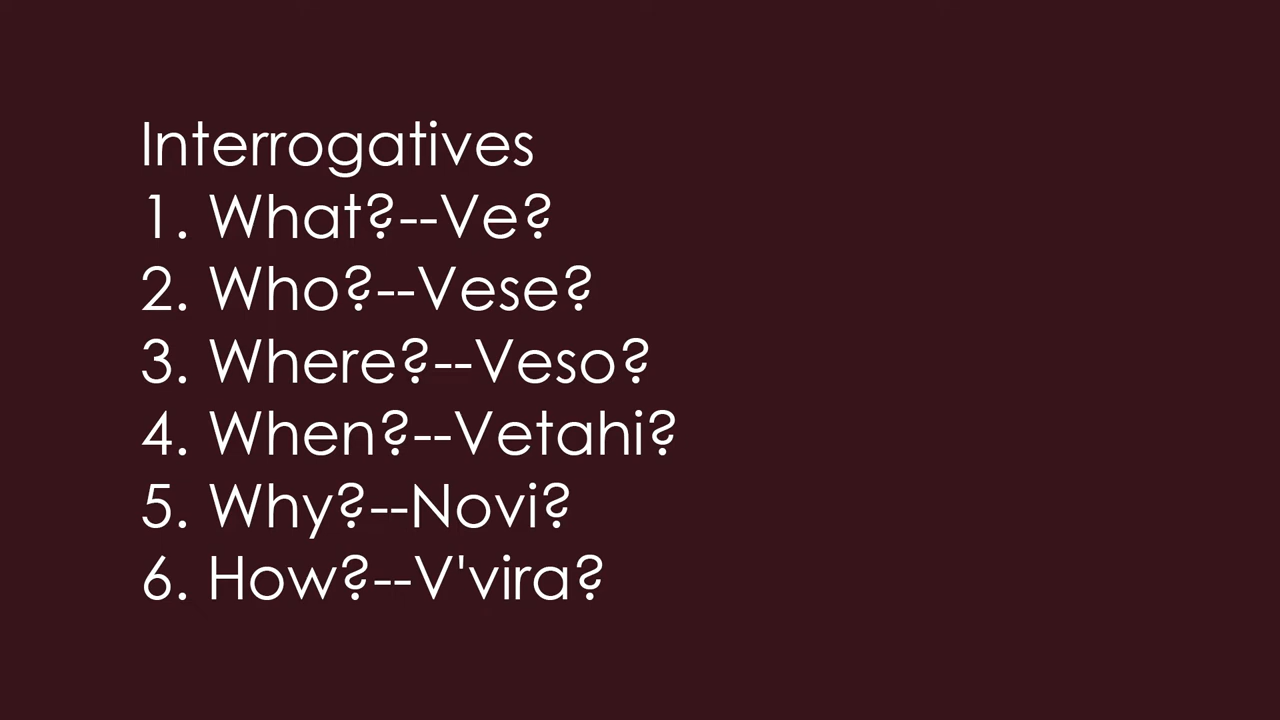 Interrogatives
1. What?--Ve?
2. Who?--Vese?
3. Where?--Veso?
4. When?--Vetahi?
5. Why?--Novi?
6. How?--V'vira?